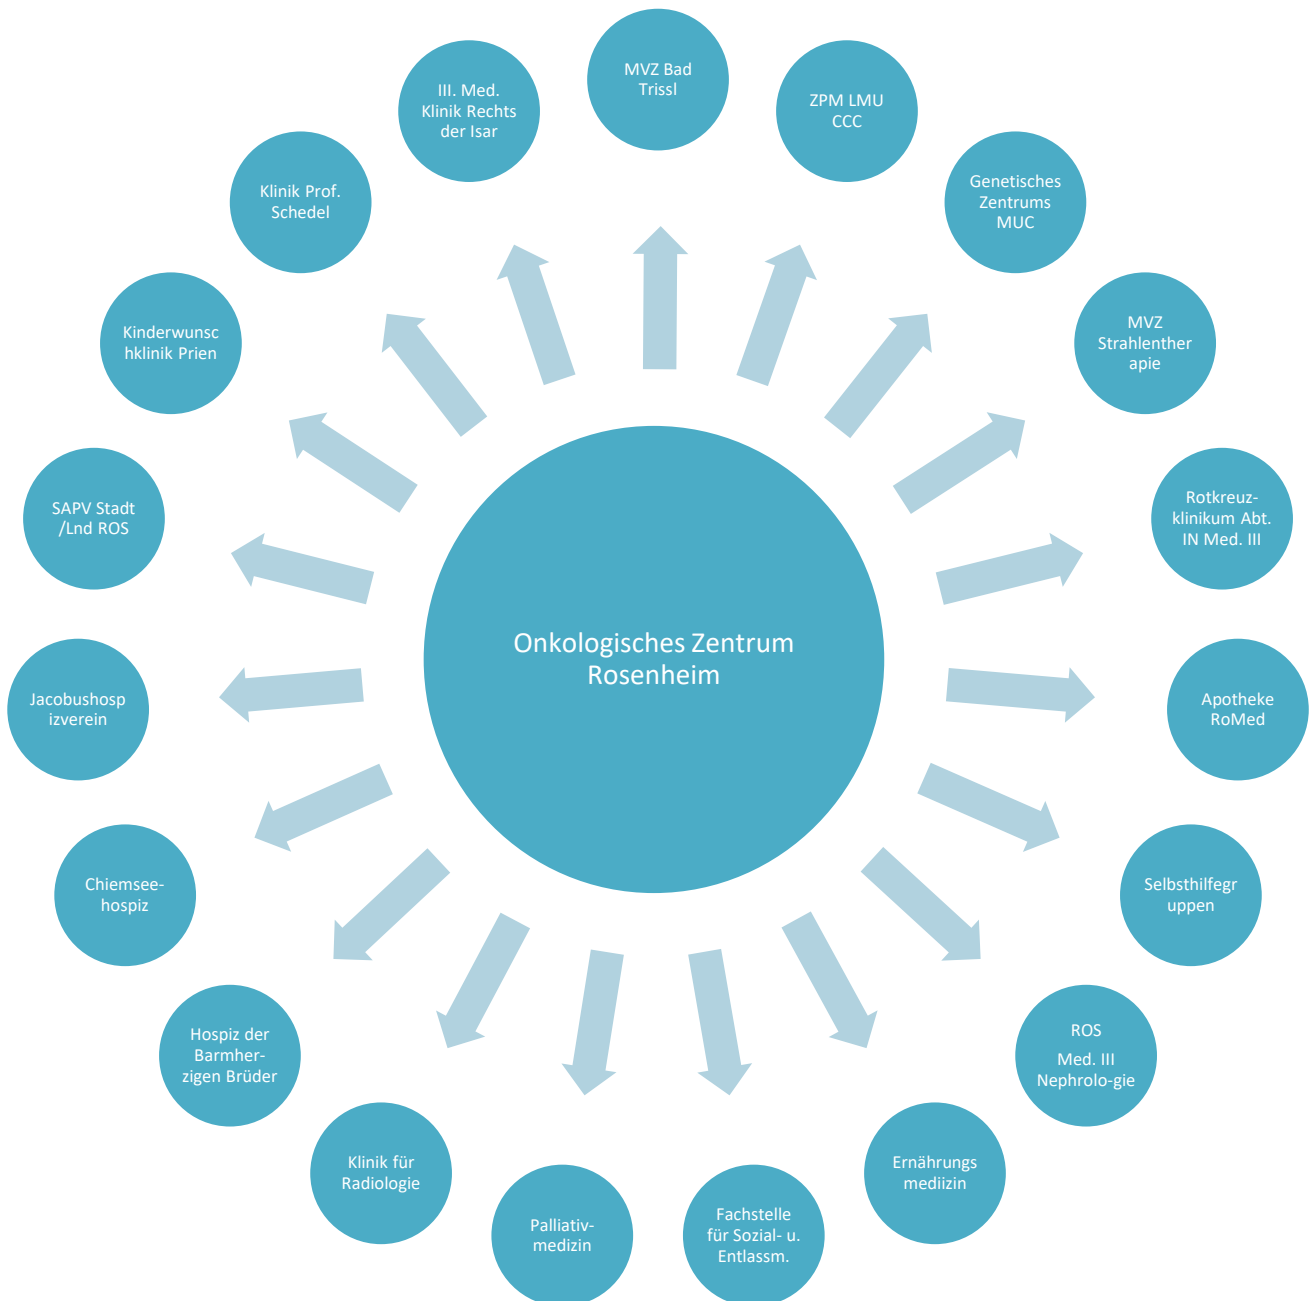 MVZ Bad
Trissl
ZPM LMU
CCC
Genetisches
Zentrums
MUC
MVZ
Strahlenther
apie
Rotkreuz-
klinikum Abt.
IN Med. III
Apotheke
RoMed
Selbsthilfegr
uppen
ROS
Med. III
Nephrolo-gie
Ernährungs
mediizin
Fachstelle
für Sozial- u.
Entlassm.
Palliativ-
medizin
Klinik für
Radiologie
Hospiz der
Barmher-
zigen Brüder
Chiemsee-
hospiz
Jacobushosp
izverein
SAPV Stadt
/Lnd ROS
Kinderwunsc
hklinik Prien
Klinik Prof.
Schedel
III. Med.
Klinik Rechts
der Isar
Onkologisches Zentrum
Rosenheim